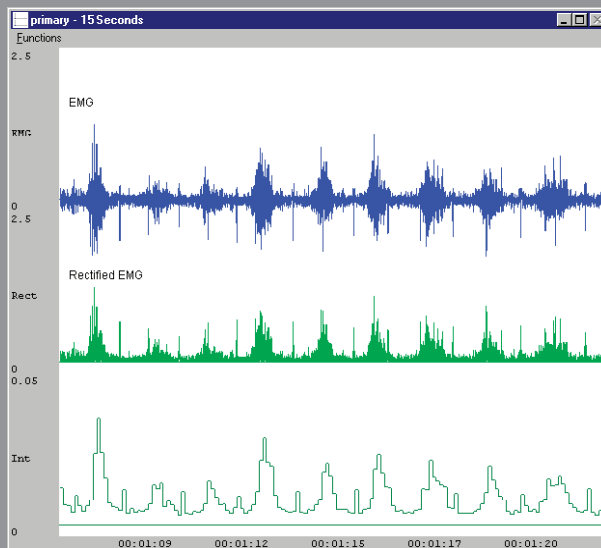 primary - 15 Seconds
Functions
2.5
EMG
EMG
0
2.5
Rectified EMG
Rect
0
0.05
Int
0
00:01:09 00:01:12 00:01:15 00:01:17 00:01:20